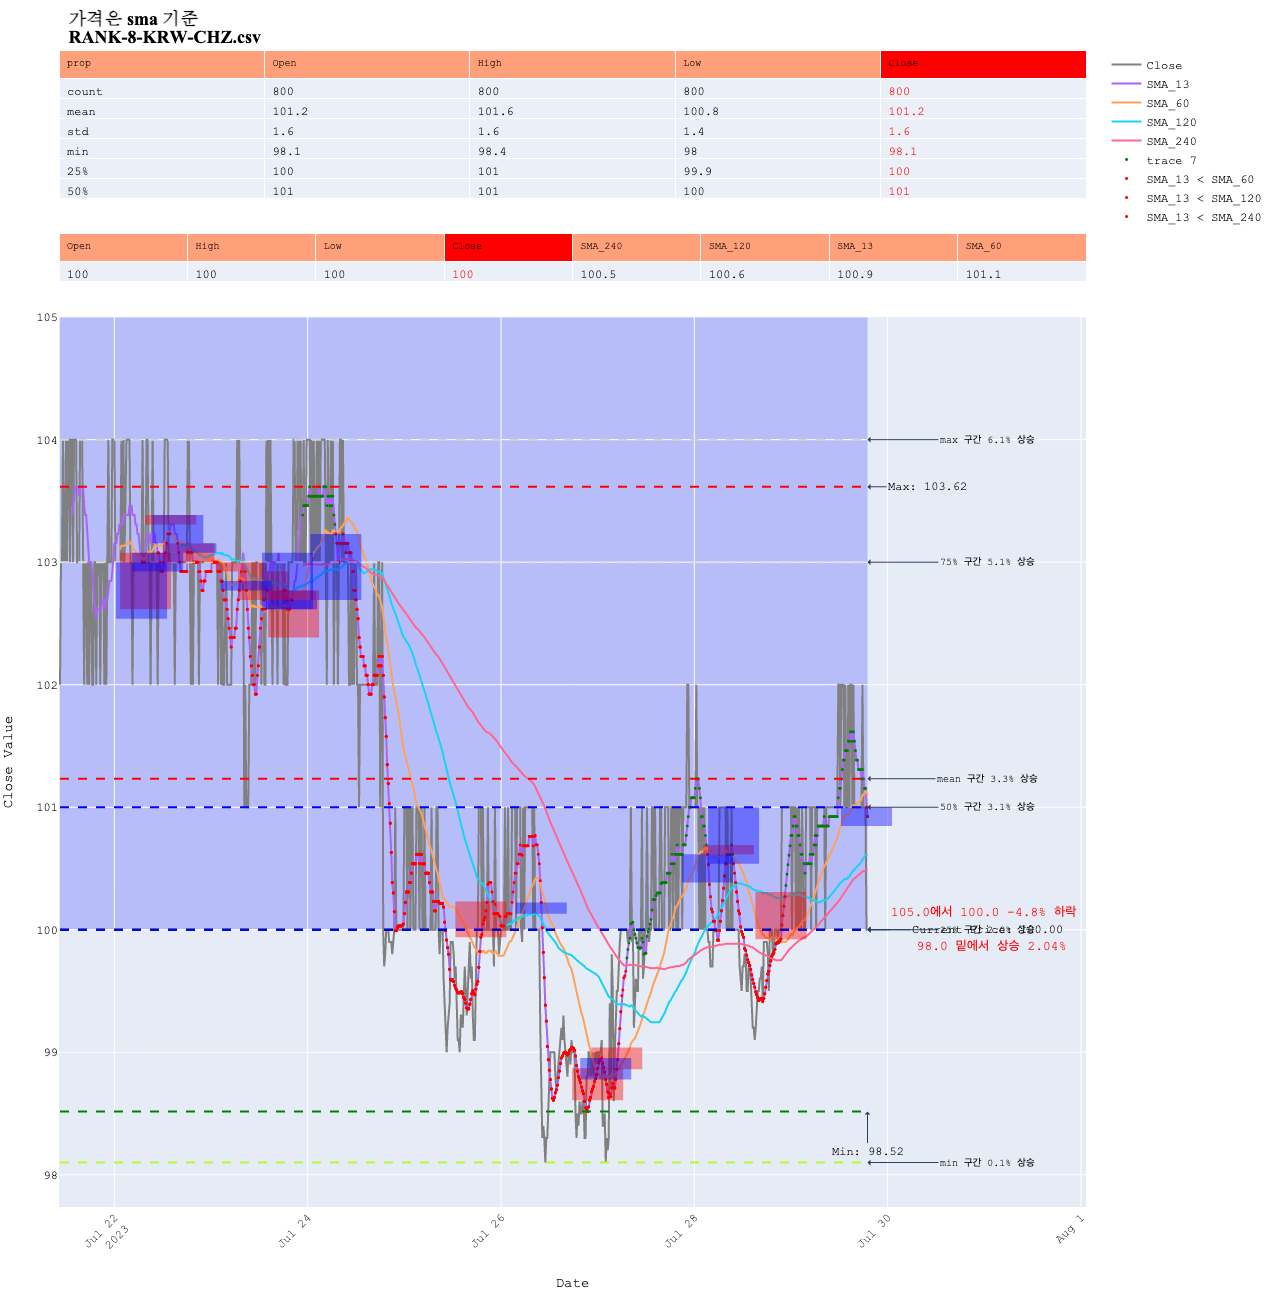 가격은 sma 기준
RANK-8-KRW-CHZ.csv
prop Open High Low Close
count 800 800 800 800
mean 101.2 101.6 100.8 101.2
std 1.6 1.6 1.4 1.6
min 98.1 98.4 98 98.1
25% 100 101 99.9 100
50% 101 101 100 101
Close
SMA_13
SMA_60
SMA_120
SMA_240
trace 7
SMA_13 < SMA_60
SMA_13 < SMA_120
SMA_13 < SMA_240
Open High Low Close SMA_240 SMA_120 SMA_13 SMA_60
100 100 100 100 100.5 100.6 100.9 101.1
105
104
103
102
101
100
99
98
Close Value
max 구간 6.1% 상승
Max: 103.62
75% 구간 5.1% 상승
mean 구간 3.3% 상승
50% 구간 3.1% 상승
105.0에서 100.0 -4.8% 하락
98.0 밑에서 상승 2.04%
Min: 98.52
min 구간 0.1% 상승
Jul 22
2023
Jul 24
Jul 26
Jul 28
Jul 30
Aug 1
Date